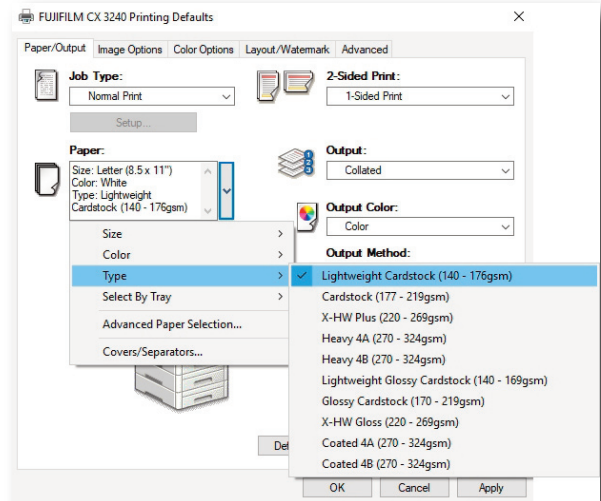 FUJIFILM CX 3240 Printing Defaults
Paper/Output Image Options Color Options Layout/Watermark Advanced
Job Type:
Normal Print
Setup...
2-Sided Print:
1-Sided Print
Paper:
Size: Letter (8.5 x 11")
Color: White
Type: Lightweight
Cardstock (140 - 176gsm)
Output:
1
2
3
Collated
Output Color:
Color
Output Method:
Size
Color
Type
Select By Tray
Advanced Paper Selection...
Covers/Separators...
Lightweight Cardstock (140 - 176gsm)
Cardstock (177 - 219gsm)
X-HW Plus (220 - 269gsm)
Heavy 4A (270 - 324gsm)
Heavy 4B (270 - 324gsm)
Lightweight Glossy Cardstock (140 - 169gsm)
Glossy Cardstock (170 - 219gsm)
X-HW Gloss (220 - 269gsm)
Coated 4A (270 - 324gsm)
Coated 4B (270 - 324gsm)
OK Cancel Apply